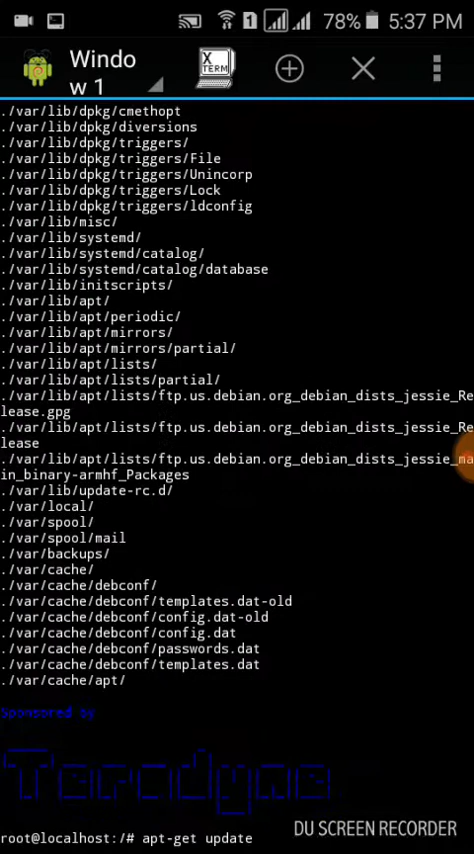 78% 5:37 PM
Windo
w 1
X
TERM
./var/lib/dpkg/cmethopt
./var/lib/dpkg/diversions
./var/lib/dpkg/triggers/
./var/lib/dpkg/triggers/File
./var/lib/dpkg/triggers/Unincorp
./var/lib/dpkg/triggers/Lock
./var/lib/dpkg/triggers/ldconfig
./var/lib/misc/
./var/lib/systemd/
./var/lib/systemd/catalog/
./var/lib/systemd/catalog/database
./var/lib/initscripts/
./var/lib/apt/
./var/lib/apt/periodic/
./var/lib/apt/mirrors/
./var/lib/apt/mirrors/partial/
./var/lib/apt/lists/
./var/lib/apt/lists/partial/
./var/lib/apt/lists/ftp.us.debian.org_debian_dists_jessie_Re
lease.gpg
./var/lib/apt/lists/ftp.us.debian.org_debian_dists_jessie_Re
lease
./var/lib/apt/lists/ftp.us.debian.org_debian_dists_jessie_ma
in_binary-armhf_Packages
./var/lib/update-rc.d/
./var/local/
./var/spool/
./var/spool/mail
./var/backups/
./var/cache/
./var/cache/debconf/
./var/cache/debconf/templates.dat-old
./var/cache/debconf/config.dat-old
./var/cache/debconf/config.dat
./var/cache/debconf/passwords.dat
./var/cache/debconf/templates.dat
./var/cache/apt/
Sponsored by
Teradyne
root@localhost:/# apt-get update
DU SCREEN RECORDER